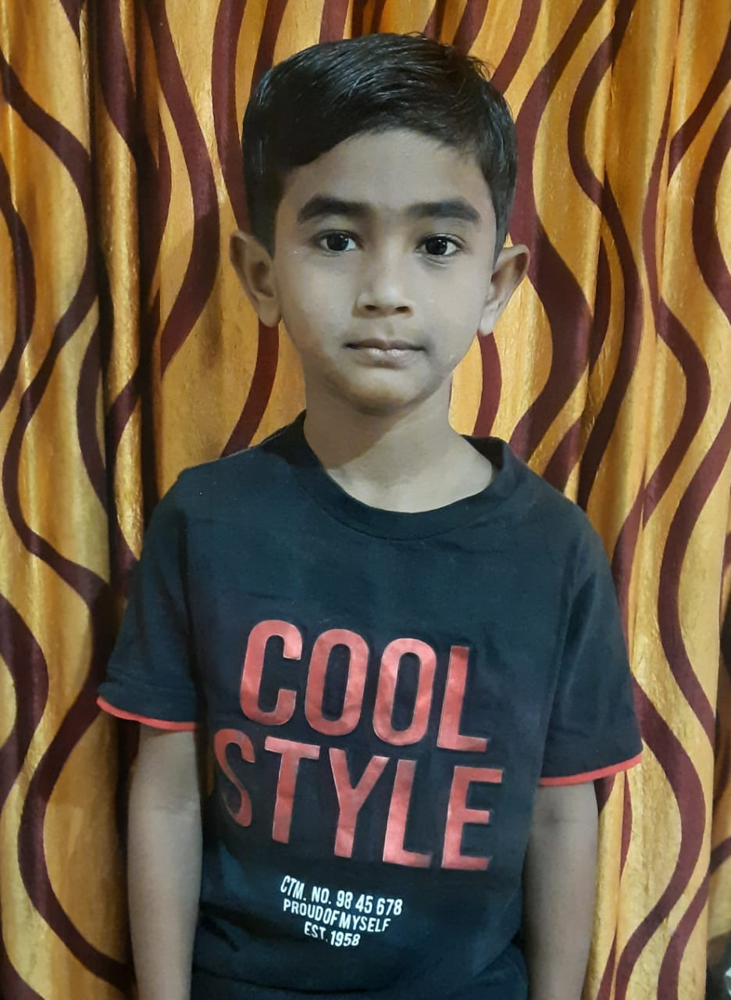 COOL
STYLE
CTM. NO. 98 45 678
PROUDOFMYSELF
EST. 1958